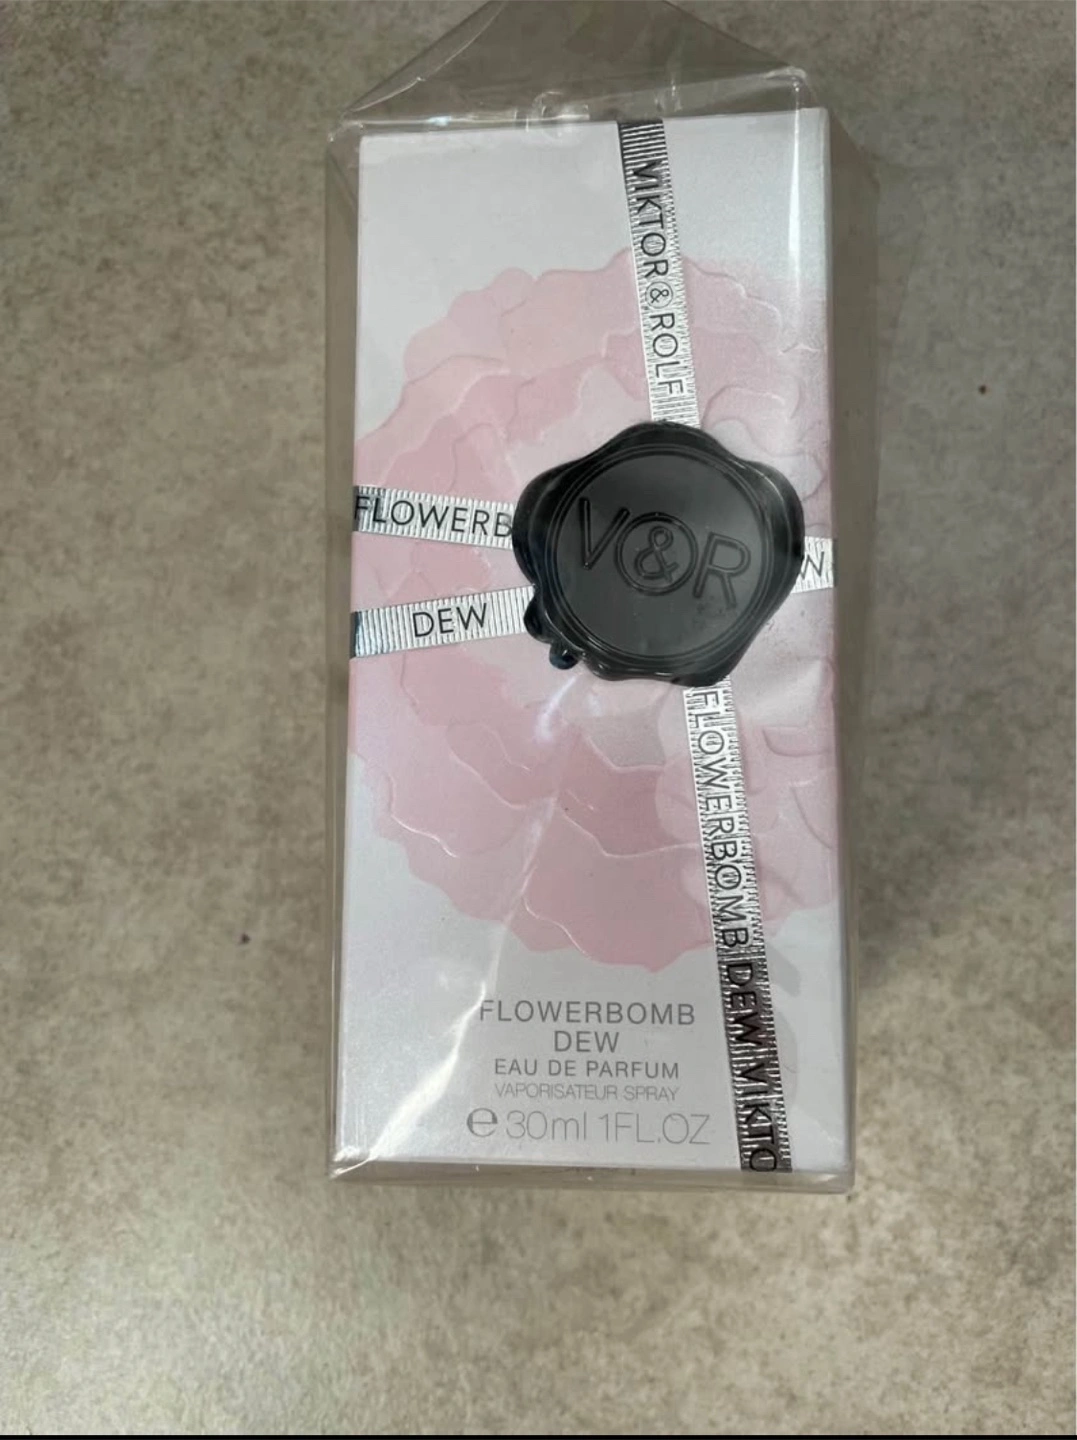 VIKTOR&ROLF
FLOWERB
V&R
W
DEW
FLOWERBOMB DEW VIKTO
FLOWERBOMB
DEW
EAU DE PARFUM
VAPORISATEUR SPRAY
℮30ml 1FL.OZ